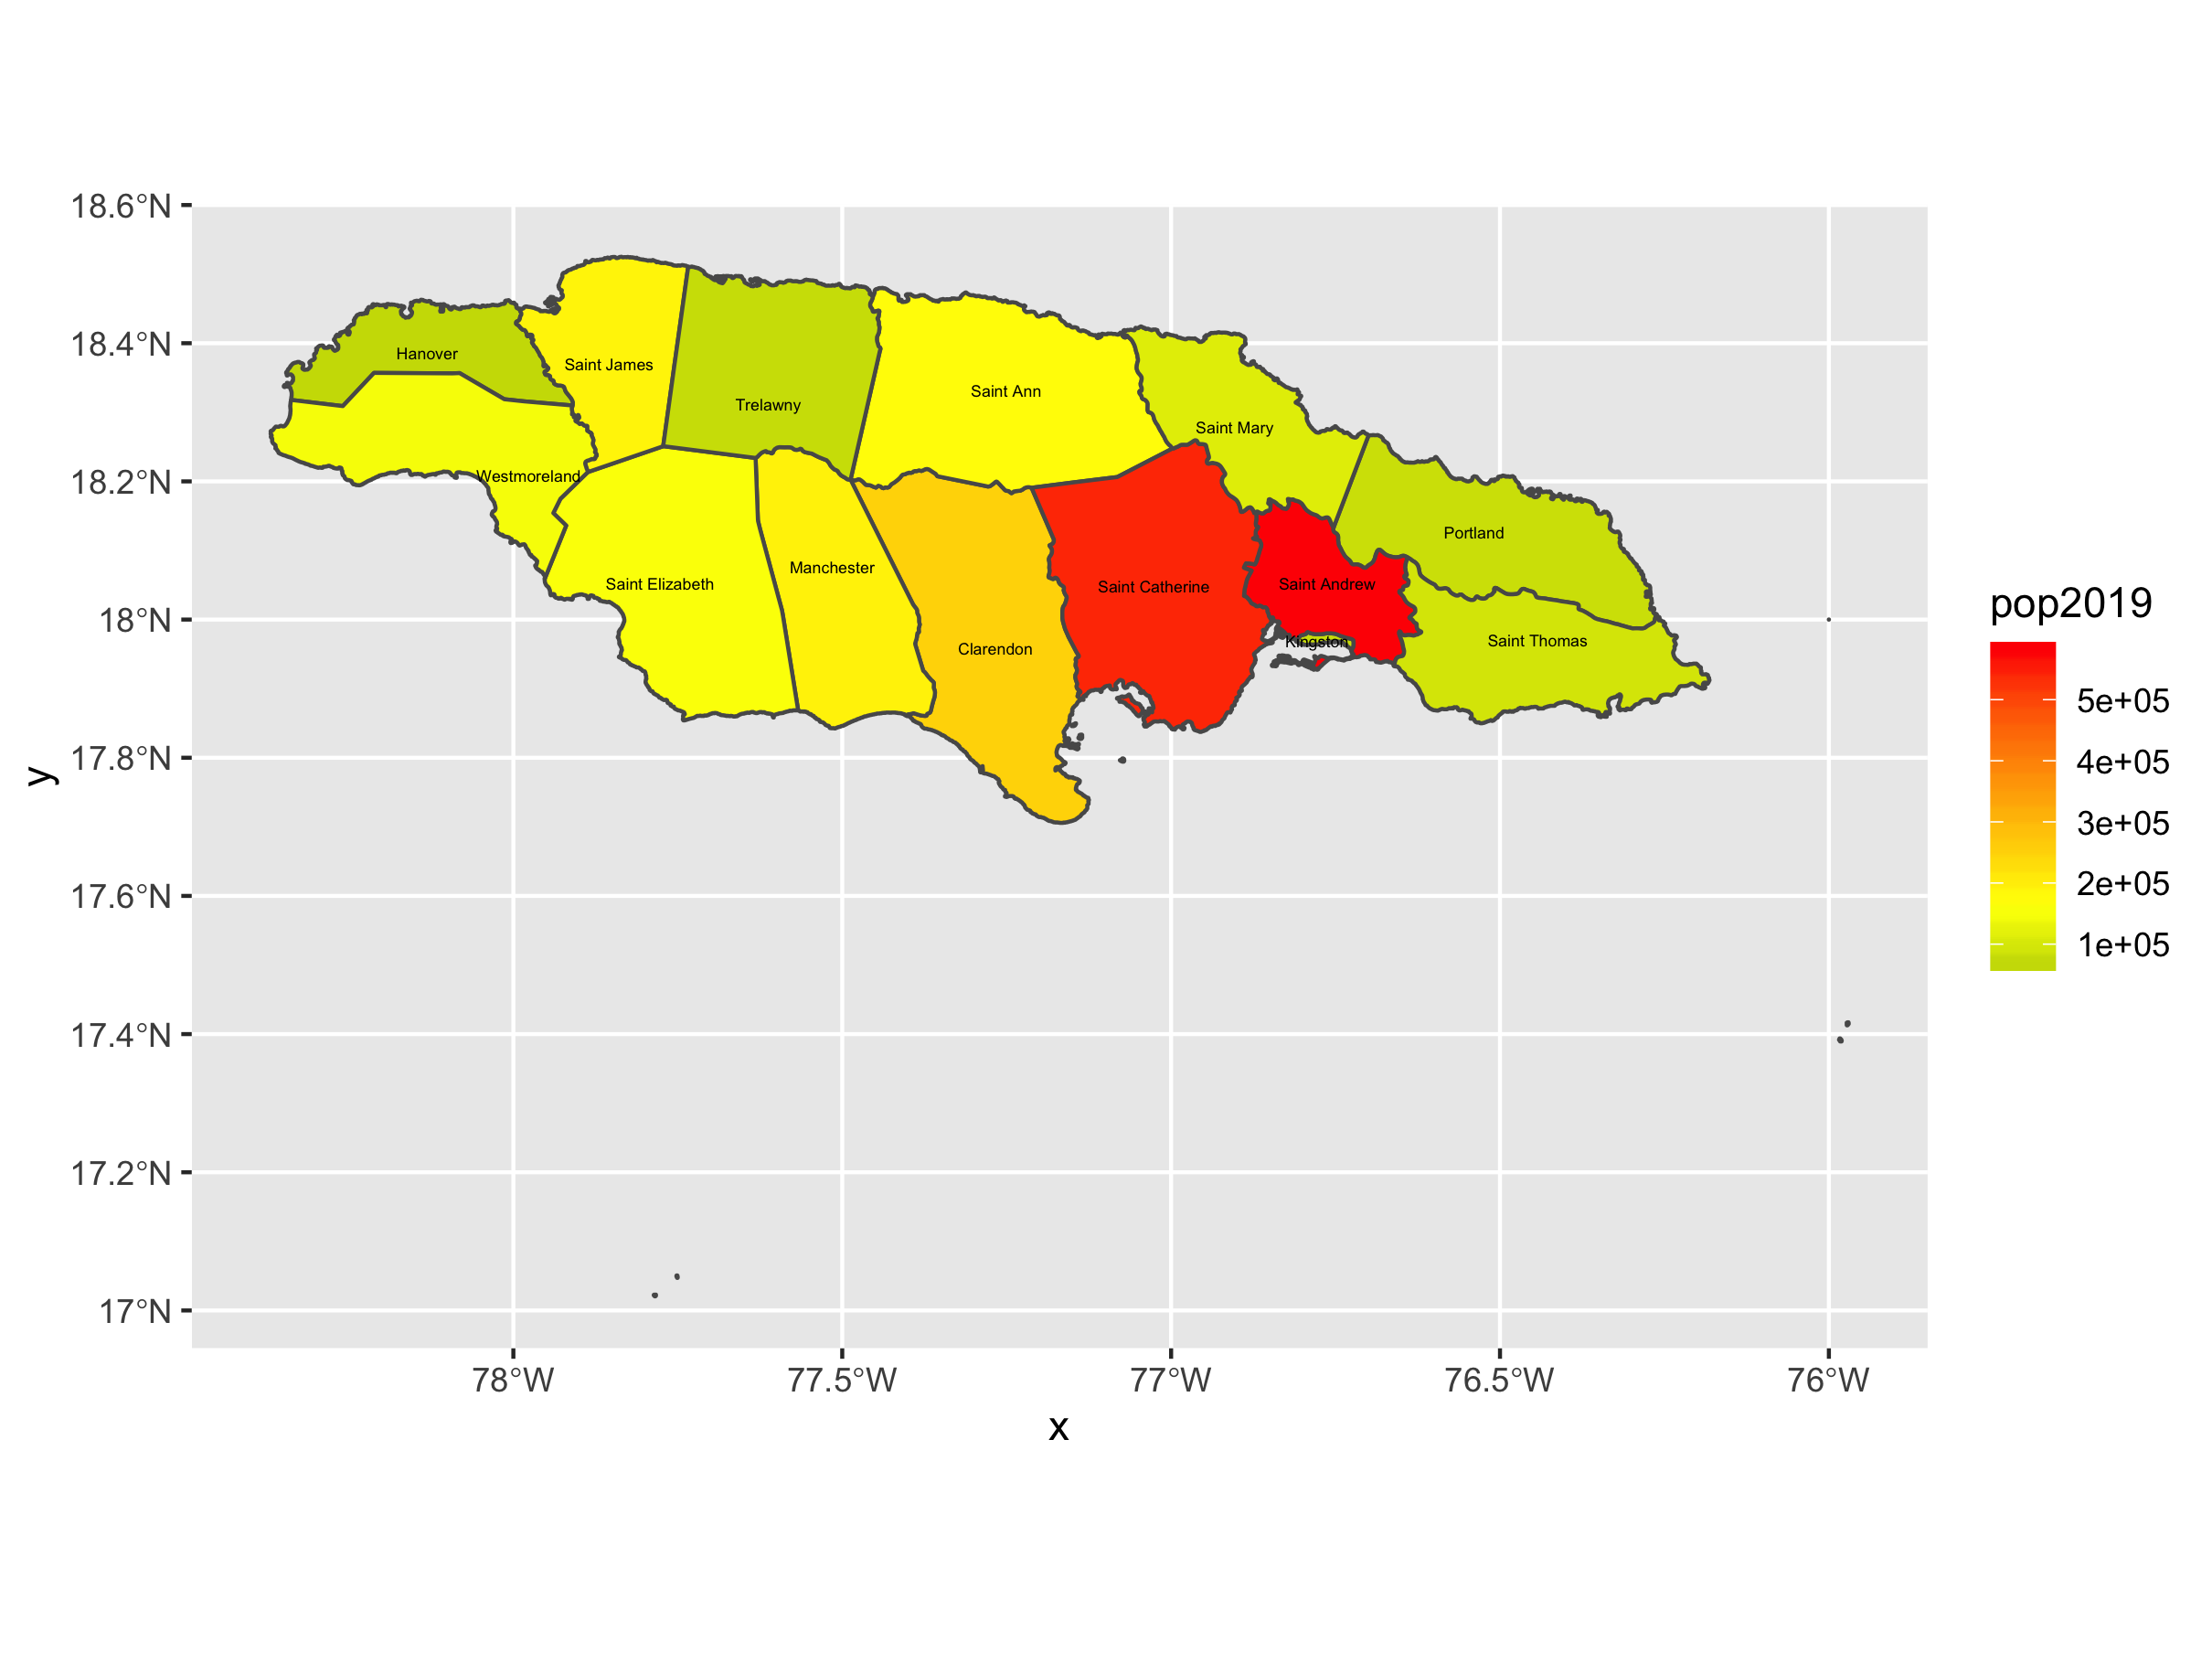 18.6°N
18.4°N
18.2°N
18°N
17.8°N
17.6°N
17.4°N
17.2°N
17°N
y
Hanover
Saint James
Trelawny
Saint Ann
Saint Mary
Westmoreland
Portland
Manchester
Saint Elizabeth
Saint Catherine
Saint Andrew
Kingston
Saint Thomas
Clarendon
78°W
77.5°W
77°W
76.5°W
76°W
x
pop2019
5e+05
4e+05
3e+05
2e+05
1e+05